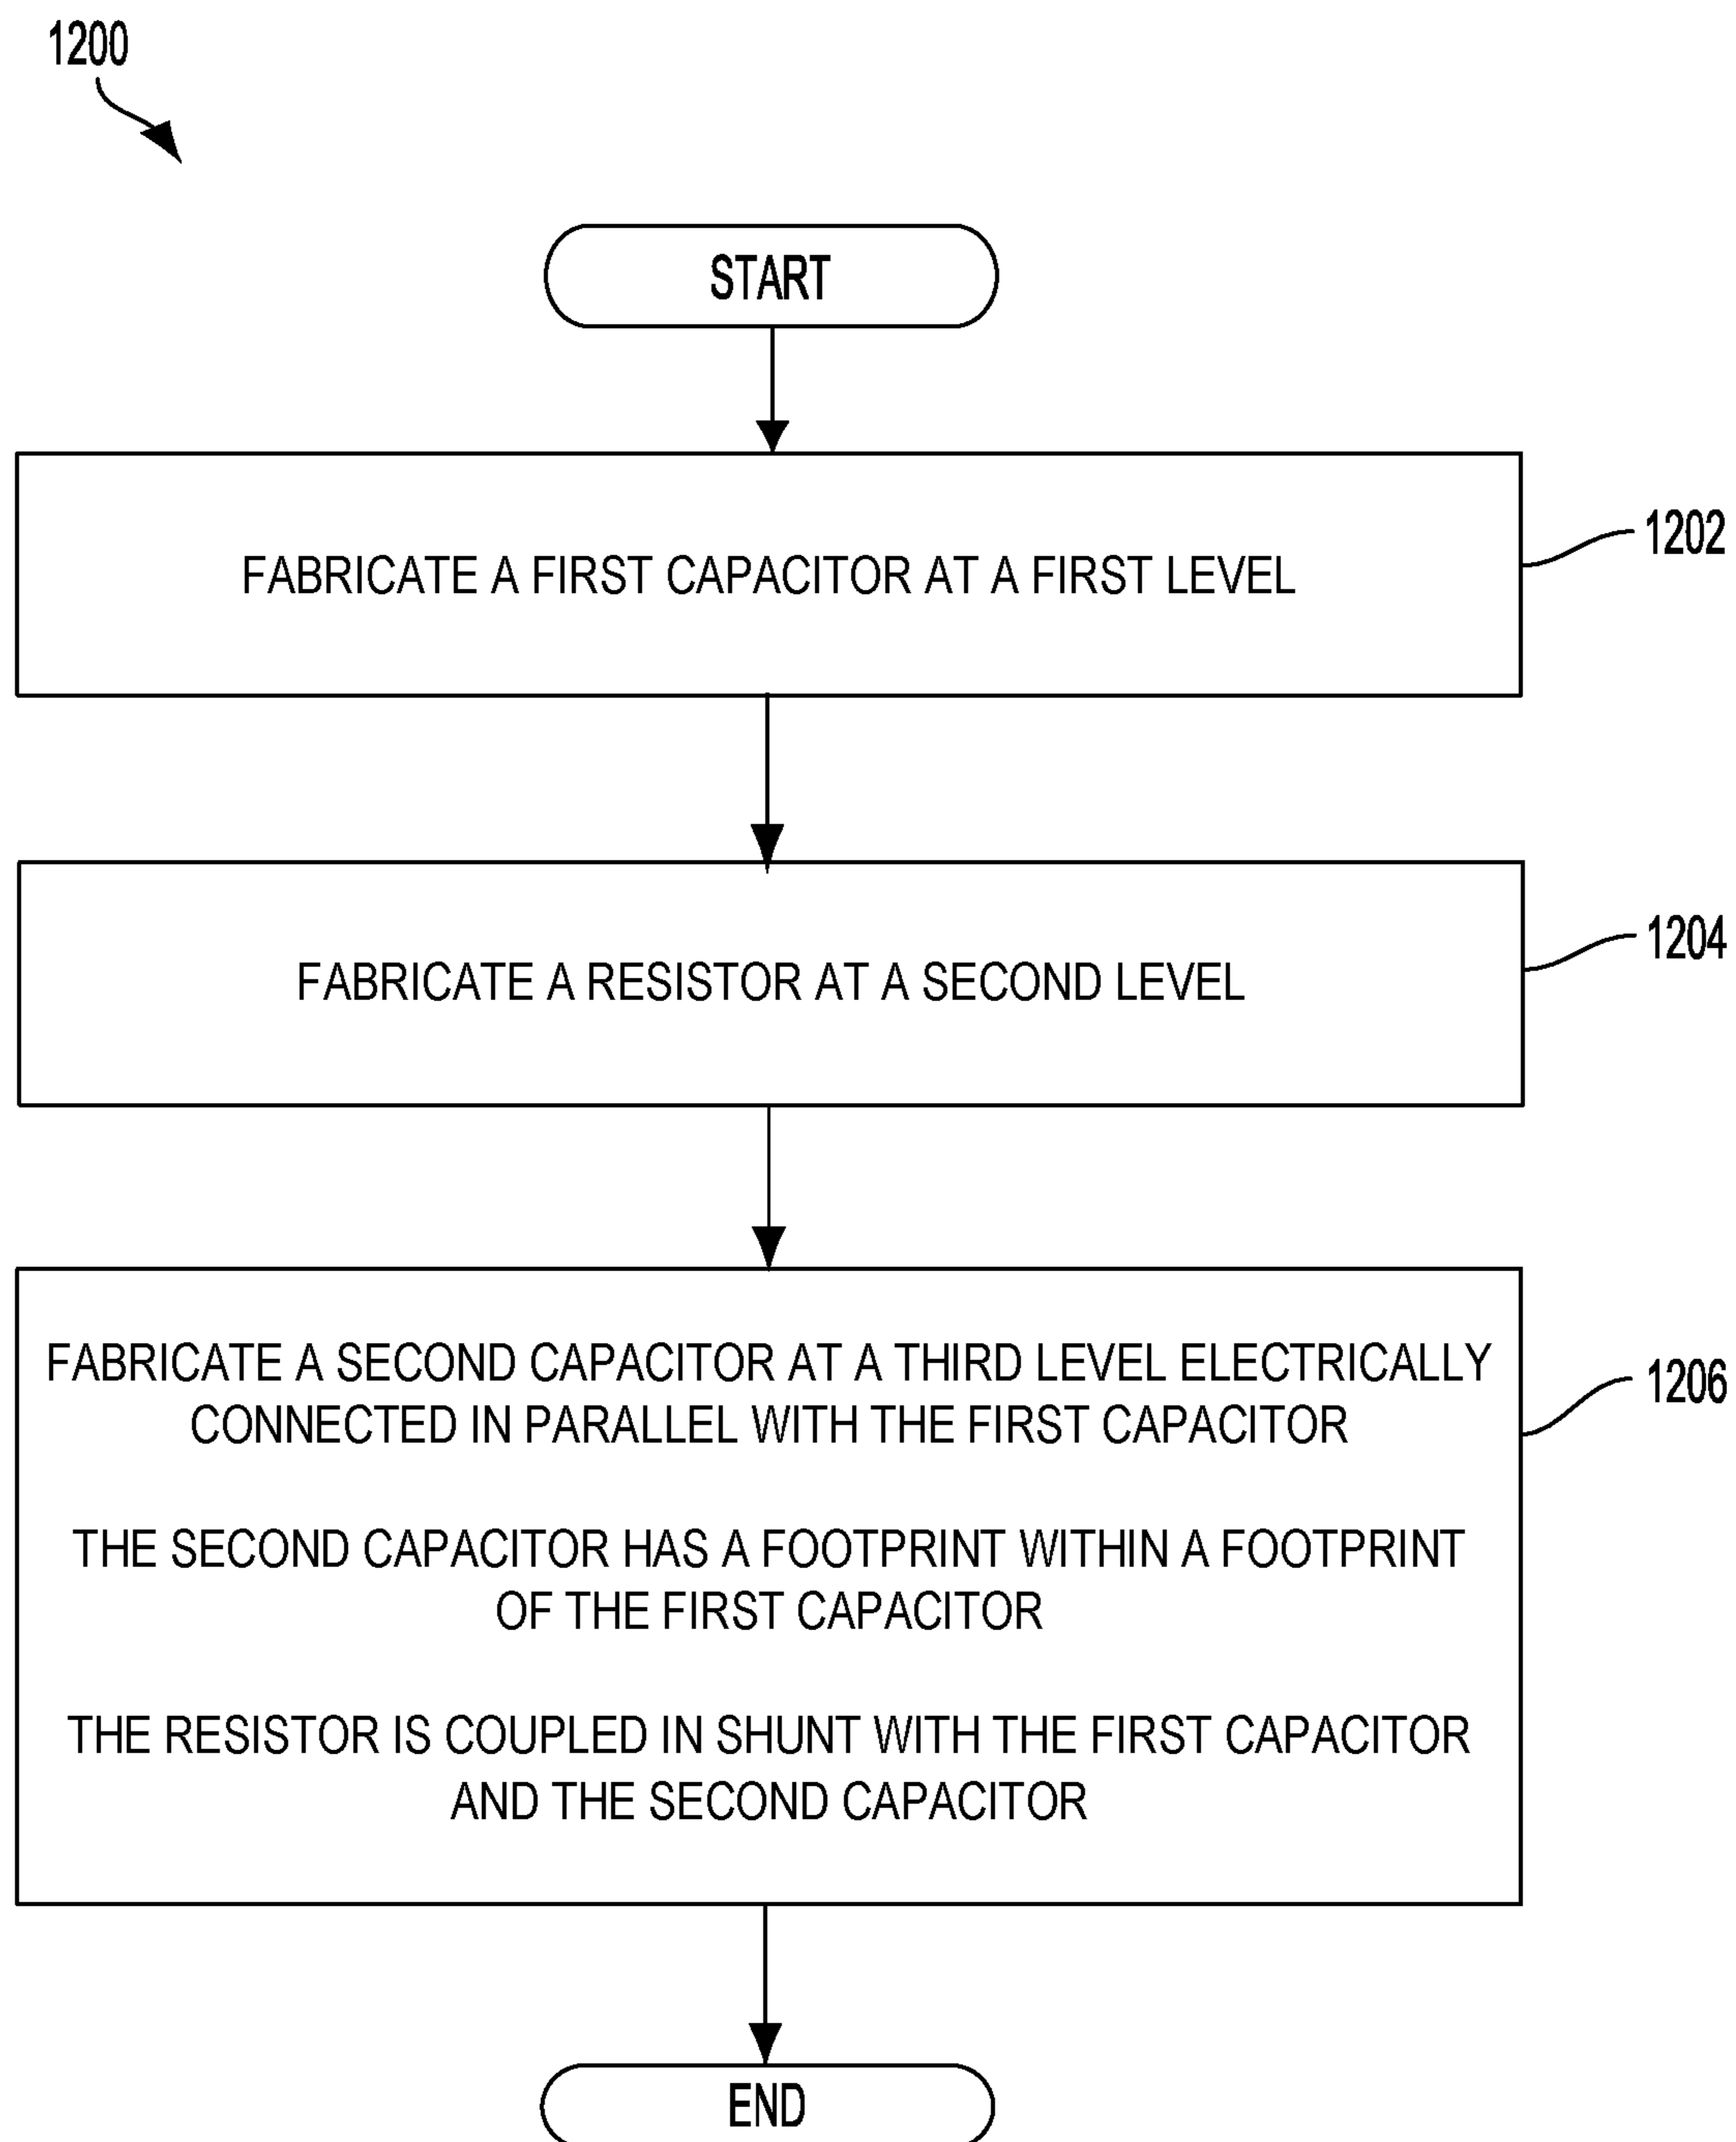 1200
START
FABRICATE A FIRST CAPACITOR AT A FIRST LEVEL
1202
FABRICATE A RESISTOR AT A SECOND LEVEL
1204
FABRICATE A SECOND CAPACITOR AT A THIRD LEVEL ELECTRICALLY
CONNECTED IN PARALLEL WITH THE FIRST CAPACITOR
THE SECOND CAPACITOR HAS A FOOTPRINT WITHIN A FOOTPRINT
OF THE FIRST CAPACITOR
THE RESISTOR IS COUPLED IN SHUNT WITH THE FIRST CAPACITOR
AND THE SECOND CAPACITOR
1206
END